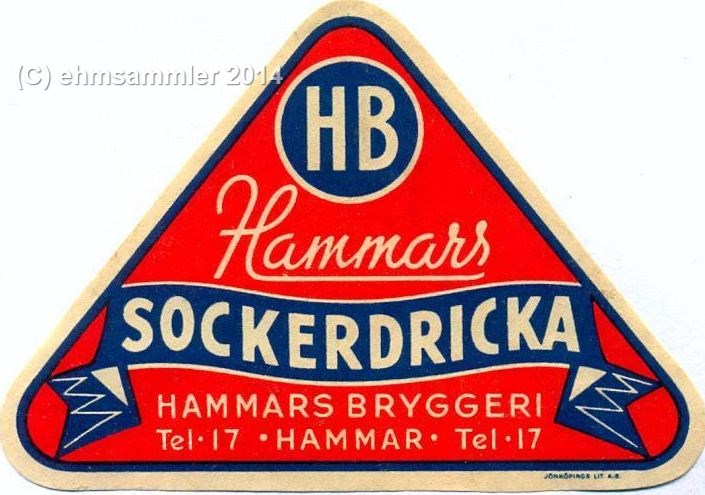 (C) ehmsammler 2014
HB
Hammars
SOCKERDRICKA
HAMMARS BRYGGERI
Tel·17 ·HAMMAR· Tel·17
JÖNKÖPINGS LIT. A.-B.